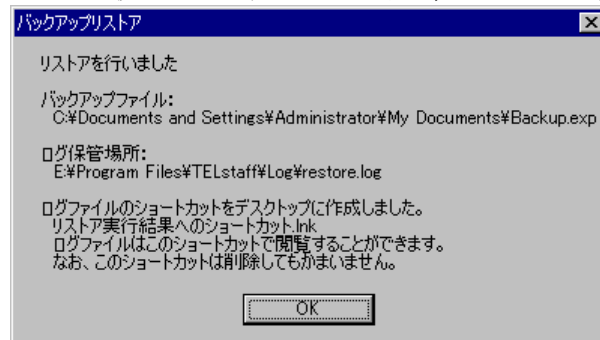 バックアップリストア
リストアを行いました
バックアップファイル:
C:¥Documents and Settings¥Administrator¥My Documents¥Backup.exp
ログ保管場所:
E:¥Program Files¥TELstaff¥Log¥restore.log
ログファイルのショートカットをデスクトップに作成しました。
リストア実行結果へのショートカット.lnk
ログファイルはこのショートカットで閲覧することができます。
なお、このショートカットは削除してもかまいません。
OK